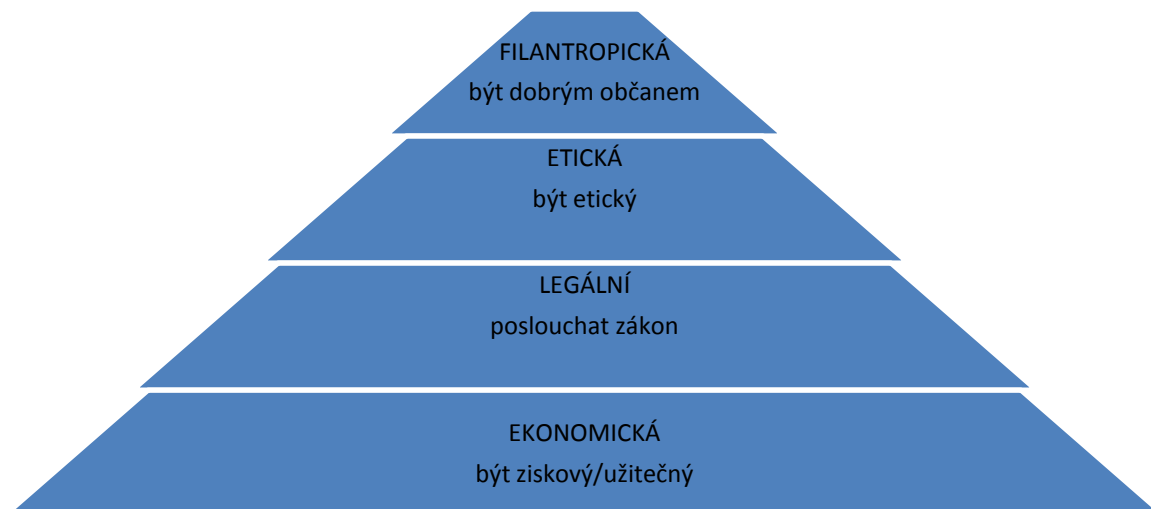 FILANTROPICKÁ
být dobrým občanem
ETICKÁ
být etický
LEGÁLNÍ
poslouchat zákon
EKONOMICKÁ
být ziskový/užitečný